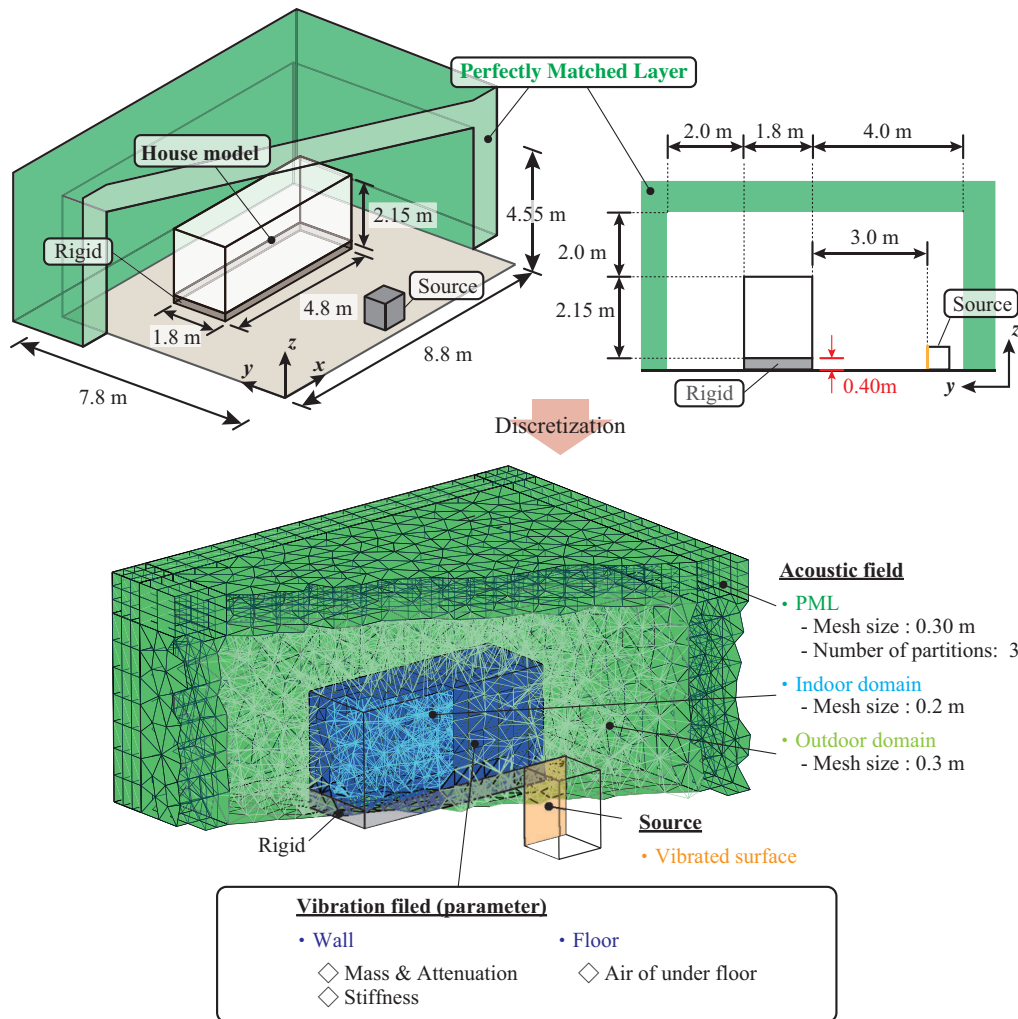 Perfectly Matched Layer
House model
Rigid
2.15 m
4.55 m
Source
4.8 m
1.8 m
8.8 m
7.8 m
z
y
x
2.0 m
1.8 m
4.0 m
2.0 m
3.0 m
2.15 m
Source
Rigid
0.40m
z
y
Discretization
Acoustic field
・PML
- Mesh size : 0.30 m
- Number of partitions: 3
・Indoor domain
- Mesh size : 0.2 m
・Outdoor domain
- Mesh size : 0.3 m
Rigid
Source
・Vibrated surface
Vibration filed (parameter)
・Wall
◇ Mass & Attenuation
◇ Stiffness
・Floor
◇ Air of under floor